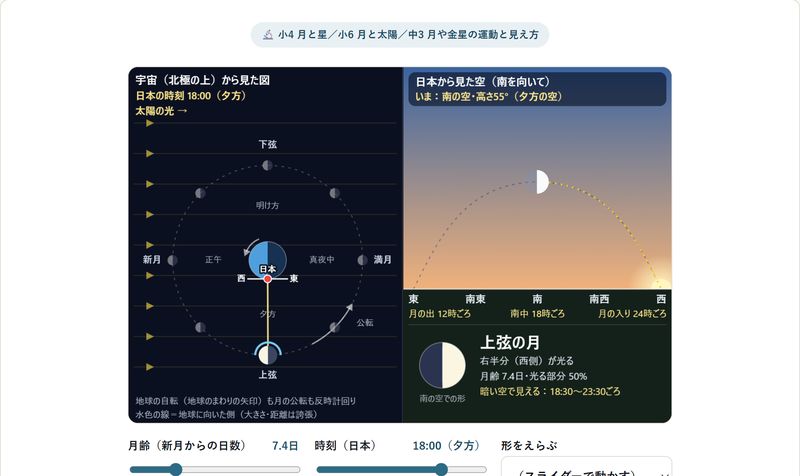 小4 月と星／小6 月と太陽／中3 月や金星の運動と見え方
宇宙（北極の上）から見た図
日本の時刻 18:00（夕方）
太陽の光 →
下弦
明け方
新月
正午
日本
西
東
真夜中
満月
夕方
公転
上弦
地球の自転（地球のまわりの矢印）も月の公転も反時計回り
水色の線＝地球に向いた側（大きさ・距離は誇張）
日本から見た空（南を向いて）
いま：南の空・高さ55°（夕方の空）
東 南東 南 南西 西
月の出 12時ごろ 南中 18時ごろ 月の入り 24時ごろ
上弦の月
右半分（西側）が光る
月齢 7.4日・光る部分 50%
暗い空で見える：18:30〜23:30ごろ
南の空での形
月齢（新月からの日数） 7.4日
時刻（日本） 18:00（夕方）
形をえらぶ
（スライダーで動かす）